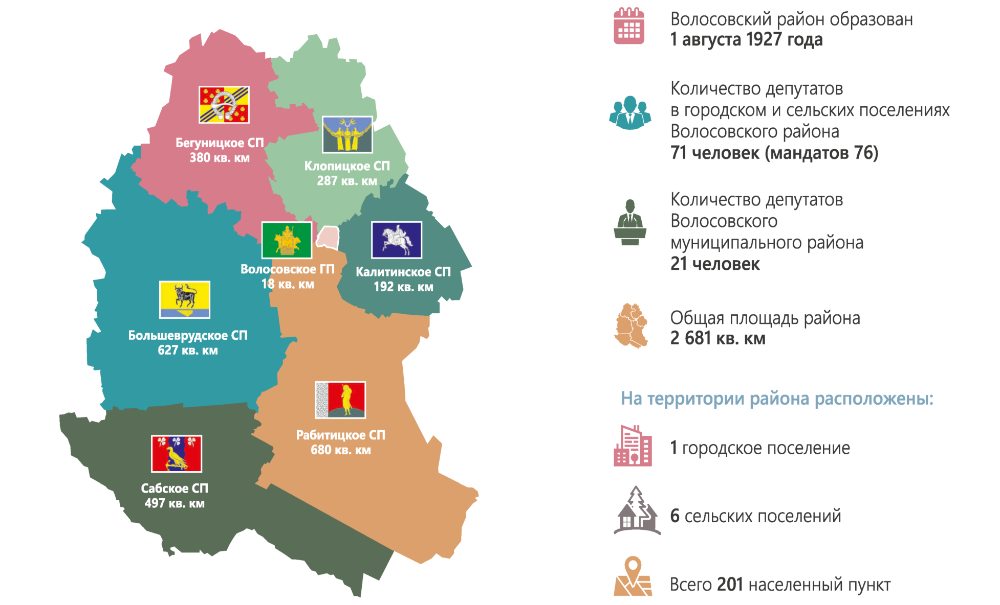 Бегуницкое СП
380 кв. км
Клопицкое СП
287 кв. км
Волосовское ГП
18 кв. км
Калитинское СП
192 кв. км
Большеврудское СП
627 кв. км
Рабитицкое СП
680 кв. км
Сабское СП
497 кв. км
Волосовский район образован
1 августа 1927 года
Количество депутатов
в городском и сельских поселениях
Волосовского района
71 человек (мандатов 76)
Количество депутатов
Волосовского
муниципального района
21 человек
Общая площадь района
2 681 кв. км
На территории района расположены:
1 городское поселение
6 сельских поселений
Всего 201 населенный пункт